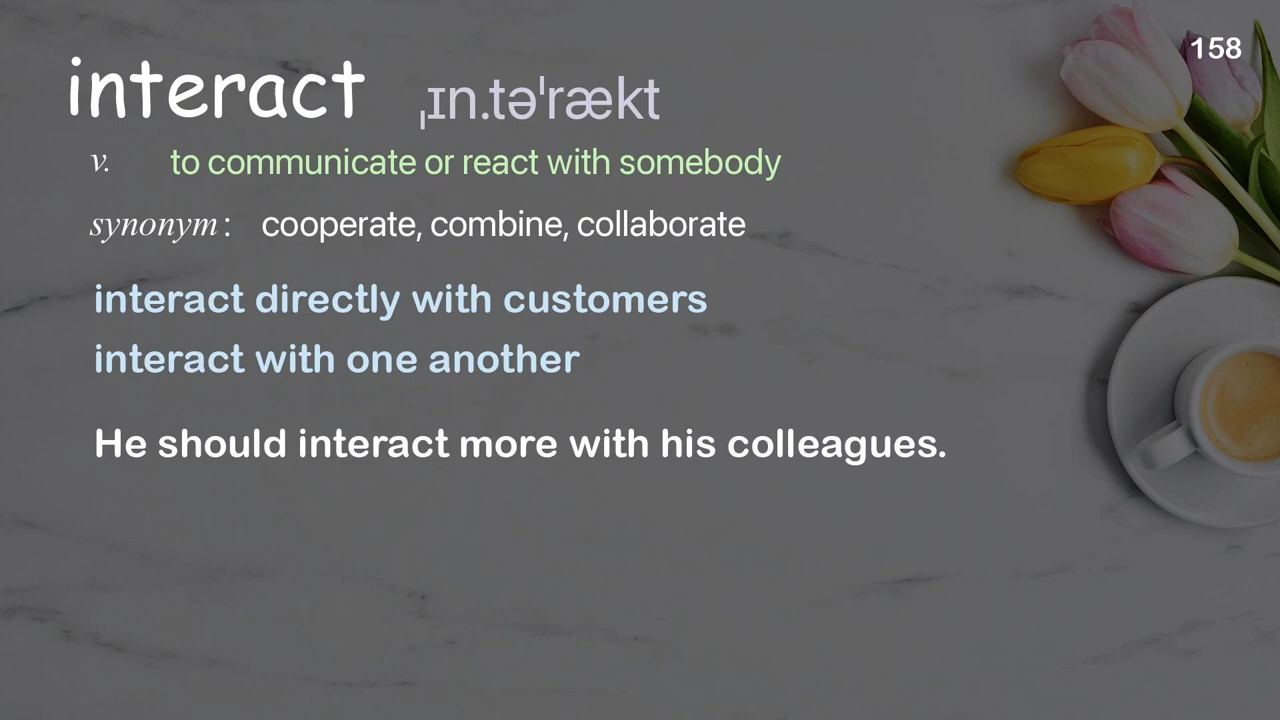 158
interact ˌɪn.təˈrækt
v. to communicate or react with somebody
synonym: cooperate, combine, collaborate
interact directly with customers
interact with one another
He should interact more with his colleagues.